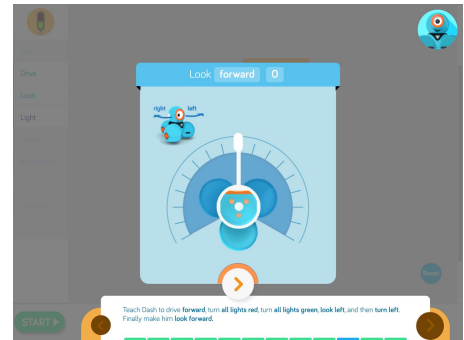 Look forward 0
right left
Drive
Look
Light
Reset
START
Teach Dash to drive forward, turn all lights red, turn all lights green, look left, and then turn left.
Finally make him look forward.